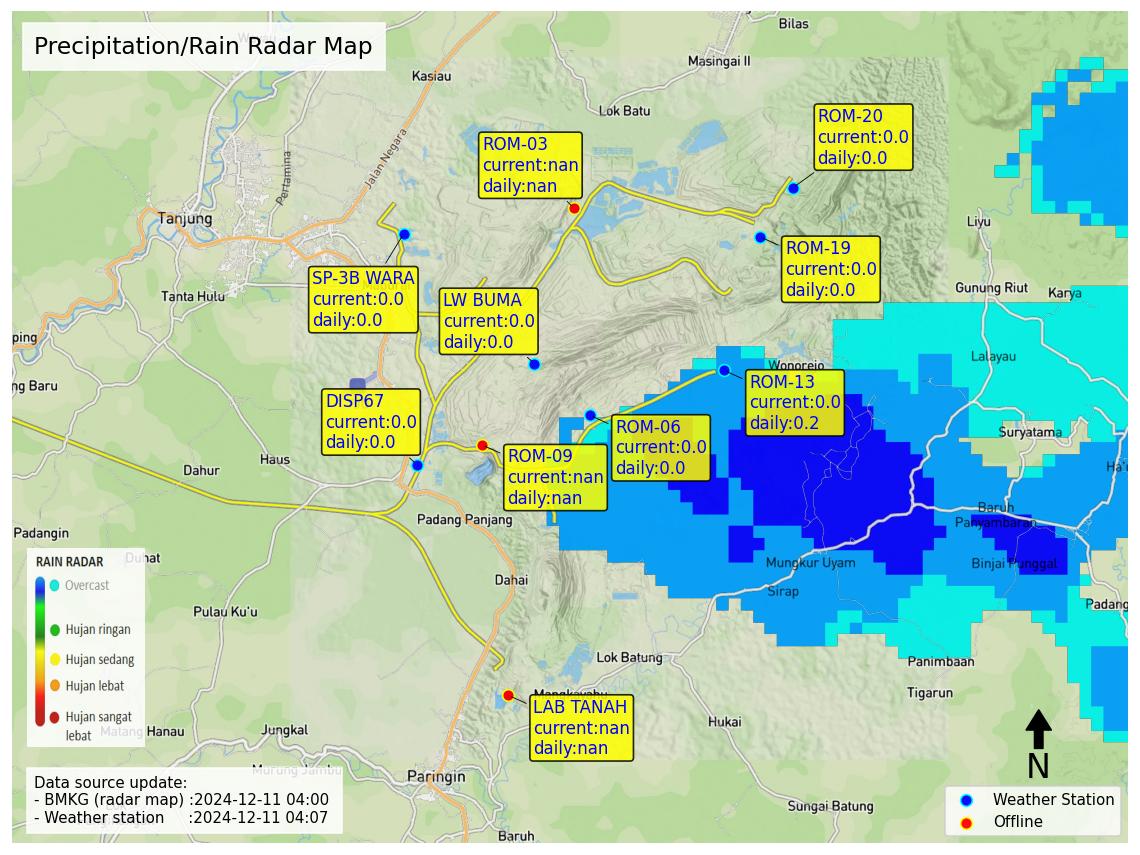 Precipitation/Rain Radar Map
Bilas
Masingai II
Kasiau
Lok Batu
Jalan Negara
Pertamina
Tanjung
ROM-03
current:nan
daily:nan
ROM-20
current:0.0
daily:0.0
ROM-19
current:0.0
daily:0.0
Liyu
Gunung Riut
Karya
Tanta Hulu
SP-3B WARA
current:0.0
daily:0.0
LW BUMA
current:0.0
daily:0.0
ping
ng Baru
Lalayau
Wonorejo
ROM-13
current:0.0
daily:0.2
DISP67
current:0.0
daily:0.0
ROM-06
current:0.0
daily:0.0
ROM-09
current:nan
daily:nan
Suryatama
Ha'u
Haus
Dahur
Baruh
Panyambaran
Padang Panjang
Padangin
Duhat
Mungkur Uyam
Binjai Punggal
Dahai
Sirap
Padang
Pulau Ku'u
RAIN RADAR
Overcast
Hujan ringan
Hujan sedang
Hujan lebat
Hujan sangat
lebat
Lok Batung
Panimbaan
Tigarun
Mangkayahu
LAB TANAH
current:nan
daily:nan
Hukai
Matang Hanau
Jungkal
Murung Jambu
Paringin
Sungai Batung
Baruh
N
Data source update:
- BMKG (radar map) :2024-12-11 04:00
- Weather station :2024-12-11 04:07
Weather Station
Offline